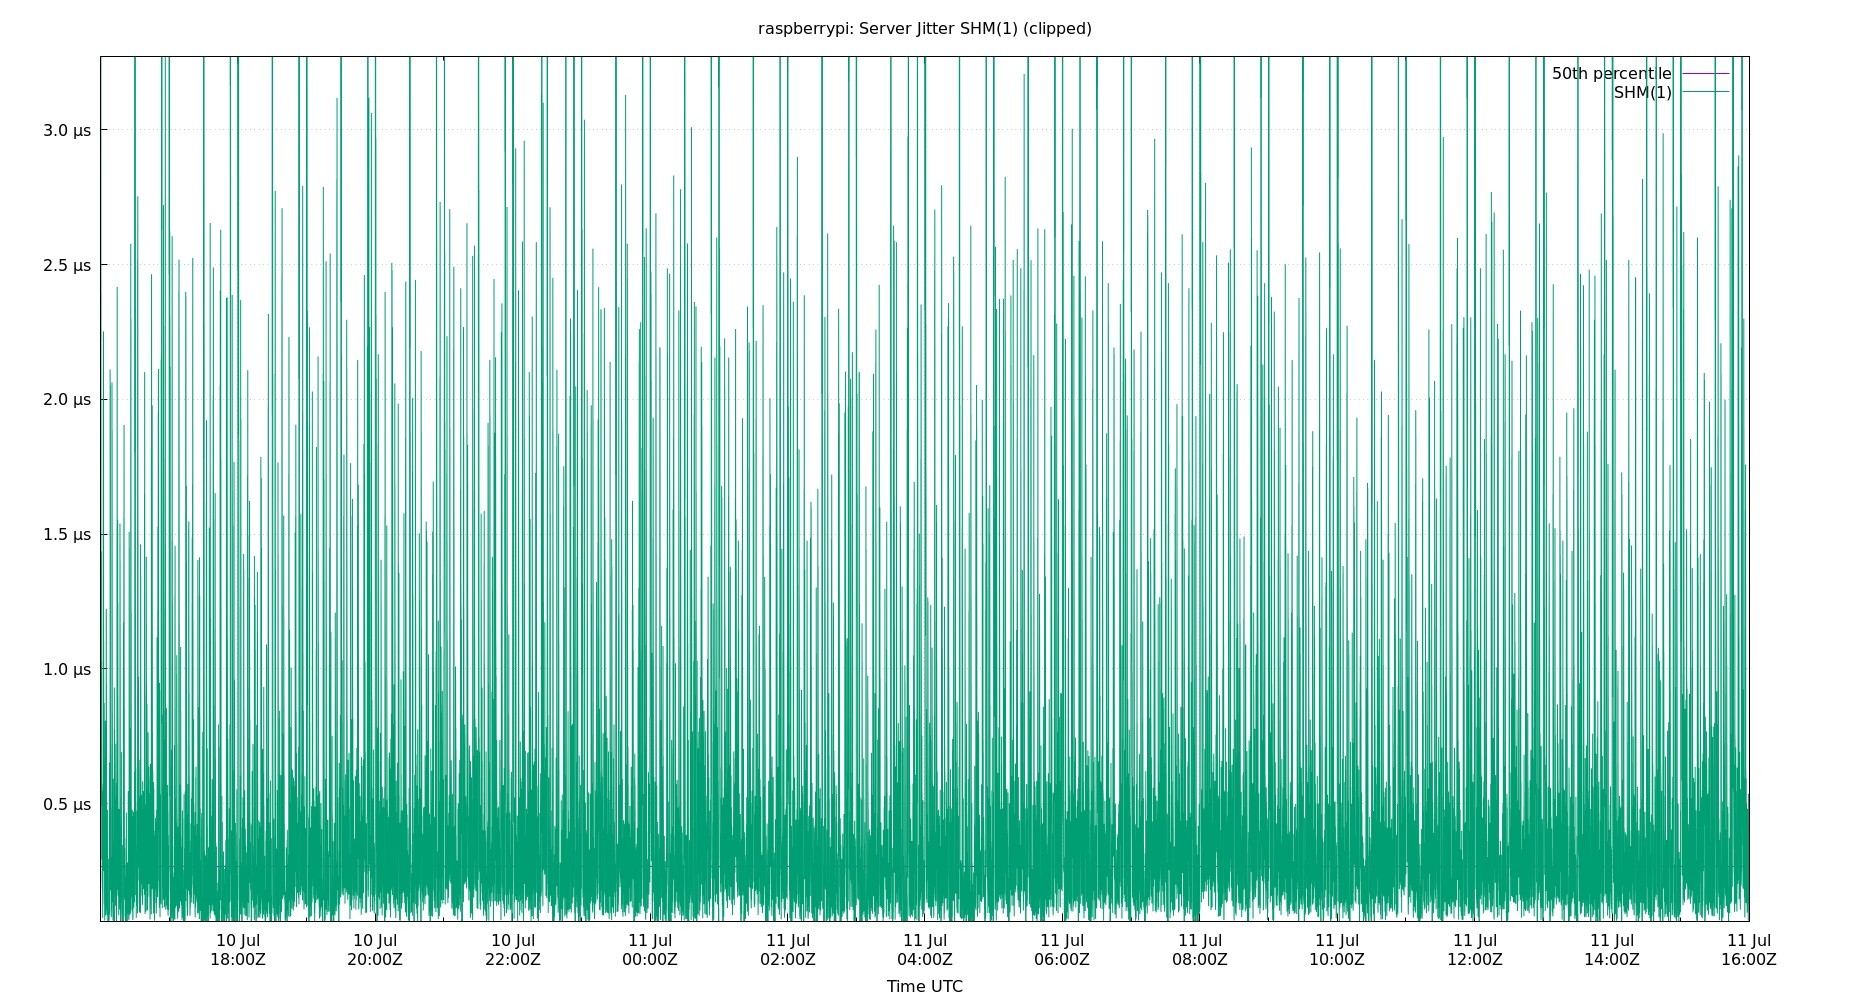 raspberrypi: Server Jitter SHM(1) (clipped)
50th percentile
SHM(1)
3.0 µs
2.5 µs
2.0 µs
1.5 µs
1.0 µs
0.5 µs
10 Jul 10 Jul 10 Jul 11 Jul 11 Jul 11 Jul 11 Jul 11 Jul 11 Jul 11 Jul 11 Jul 11 Jul
18:00Z 20:00Z 22:00Z 00:00Z 02:00Z 04:00Z 06:00Z 08:00Z 10:00Z 12:00Z 14:00Z 16:00Z
Time UTC